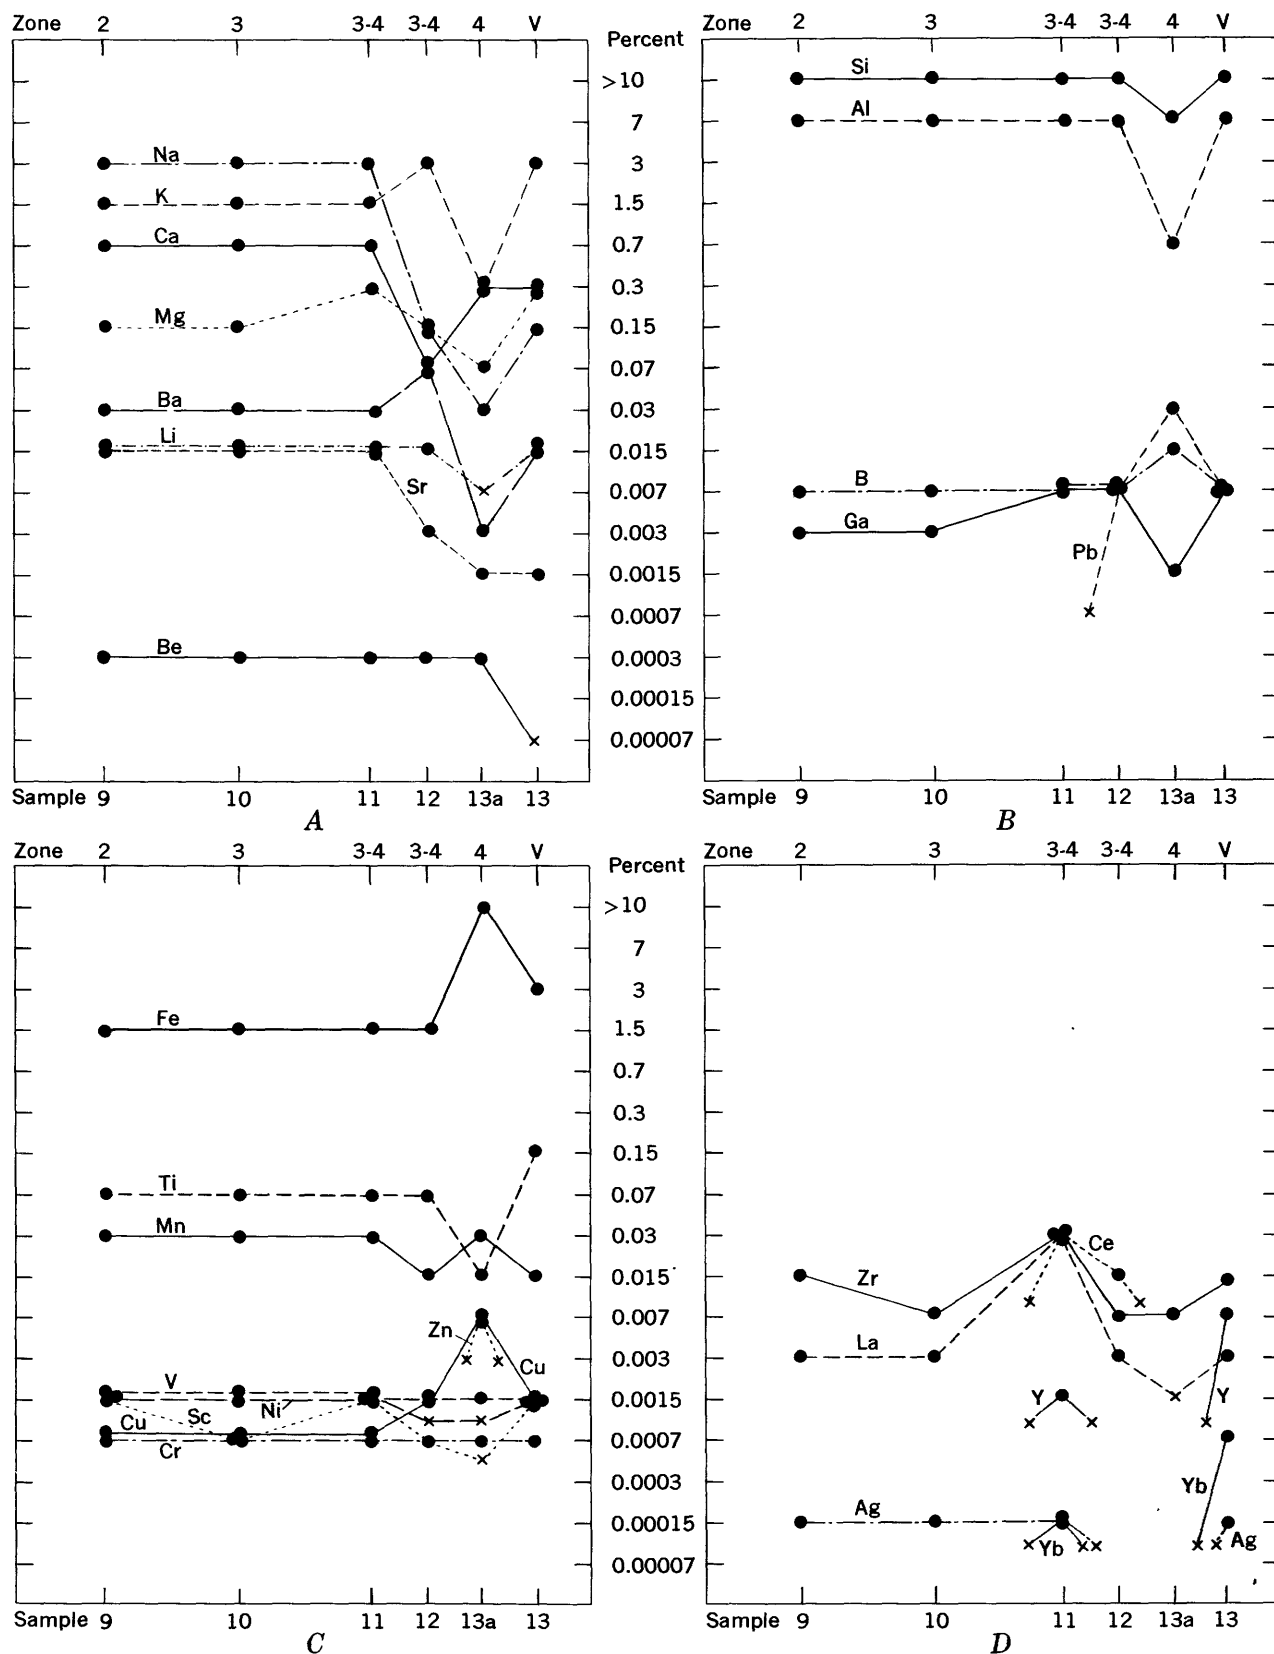 Zone 2 3 3-4 3-4 4 V
Percent
Zone 2 3 3-4 3-4 4 V
>10
7
3
1.5
0.7
0.3
0.15
0.07
0.03
0.015
0.007
0.003
0.0015
0.0007
0.0003
0.00015
0.00007
Na
K
Ca
Mg
Ba
Li
Sr
Be
Si
Al
B
Ga
Pb
Sample 9 10 11 12 13a 13
A
Sample 9 10 11 12 13a 13
B
Zone 2 3 3-4 3-4 4 V
Percent
Zone 2 3 3-4 3-4 4 V
>10
7
3
1.5
0.7
0.3
0.15
0.07
0.03
0.015
0.007
0.003
0.0015
0.0007
0.0003
0.00015
0.00007
Fe
Ti
Mn
Zn
Cu
V
Ni
Sc
Cu
Cr
Ce
Zr
La
Y
Y
Yb
Ag
Yb
Ag
Sample 9 10 11 12 13a 13
C
Sample 9 10 11 12 13a 13
D